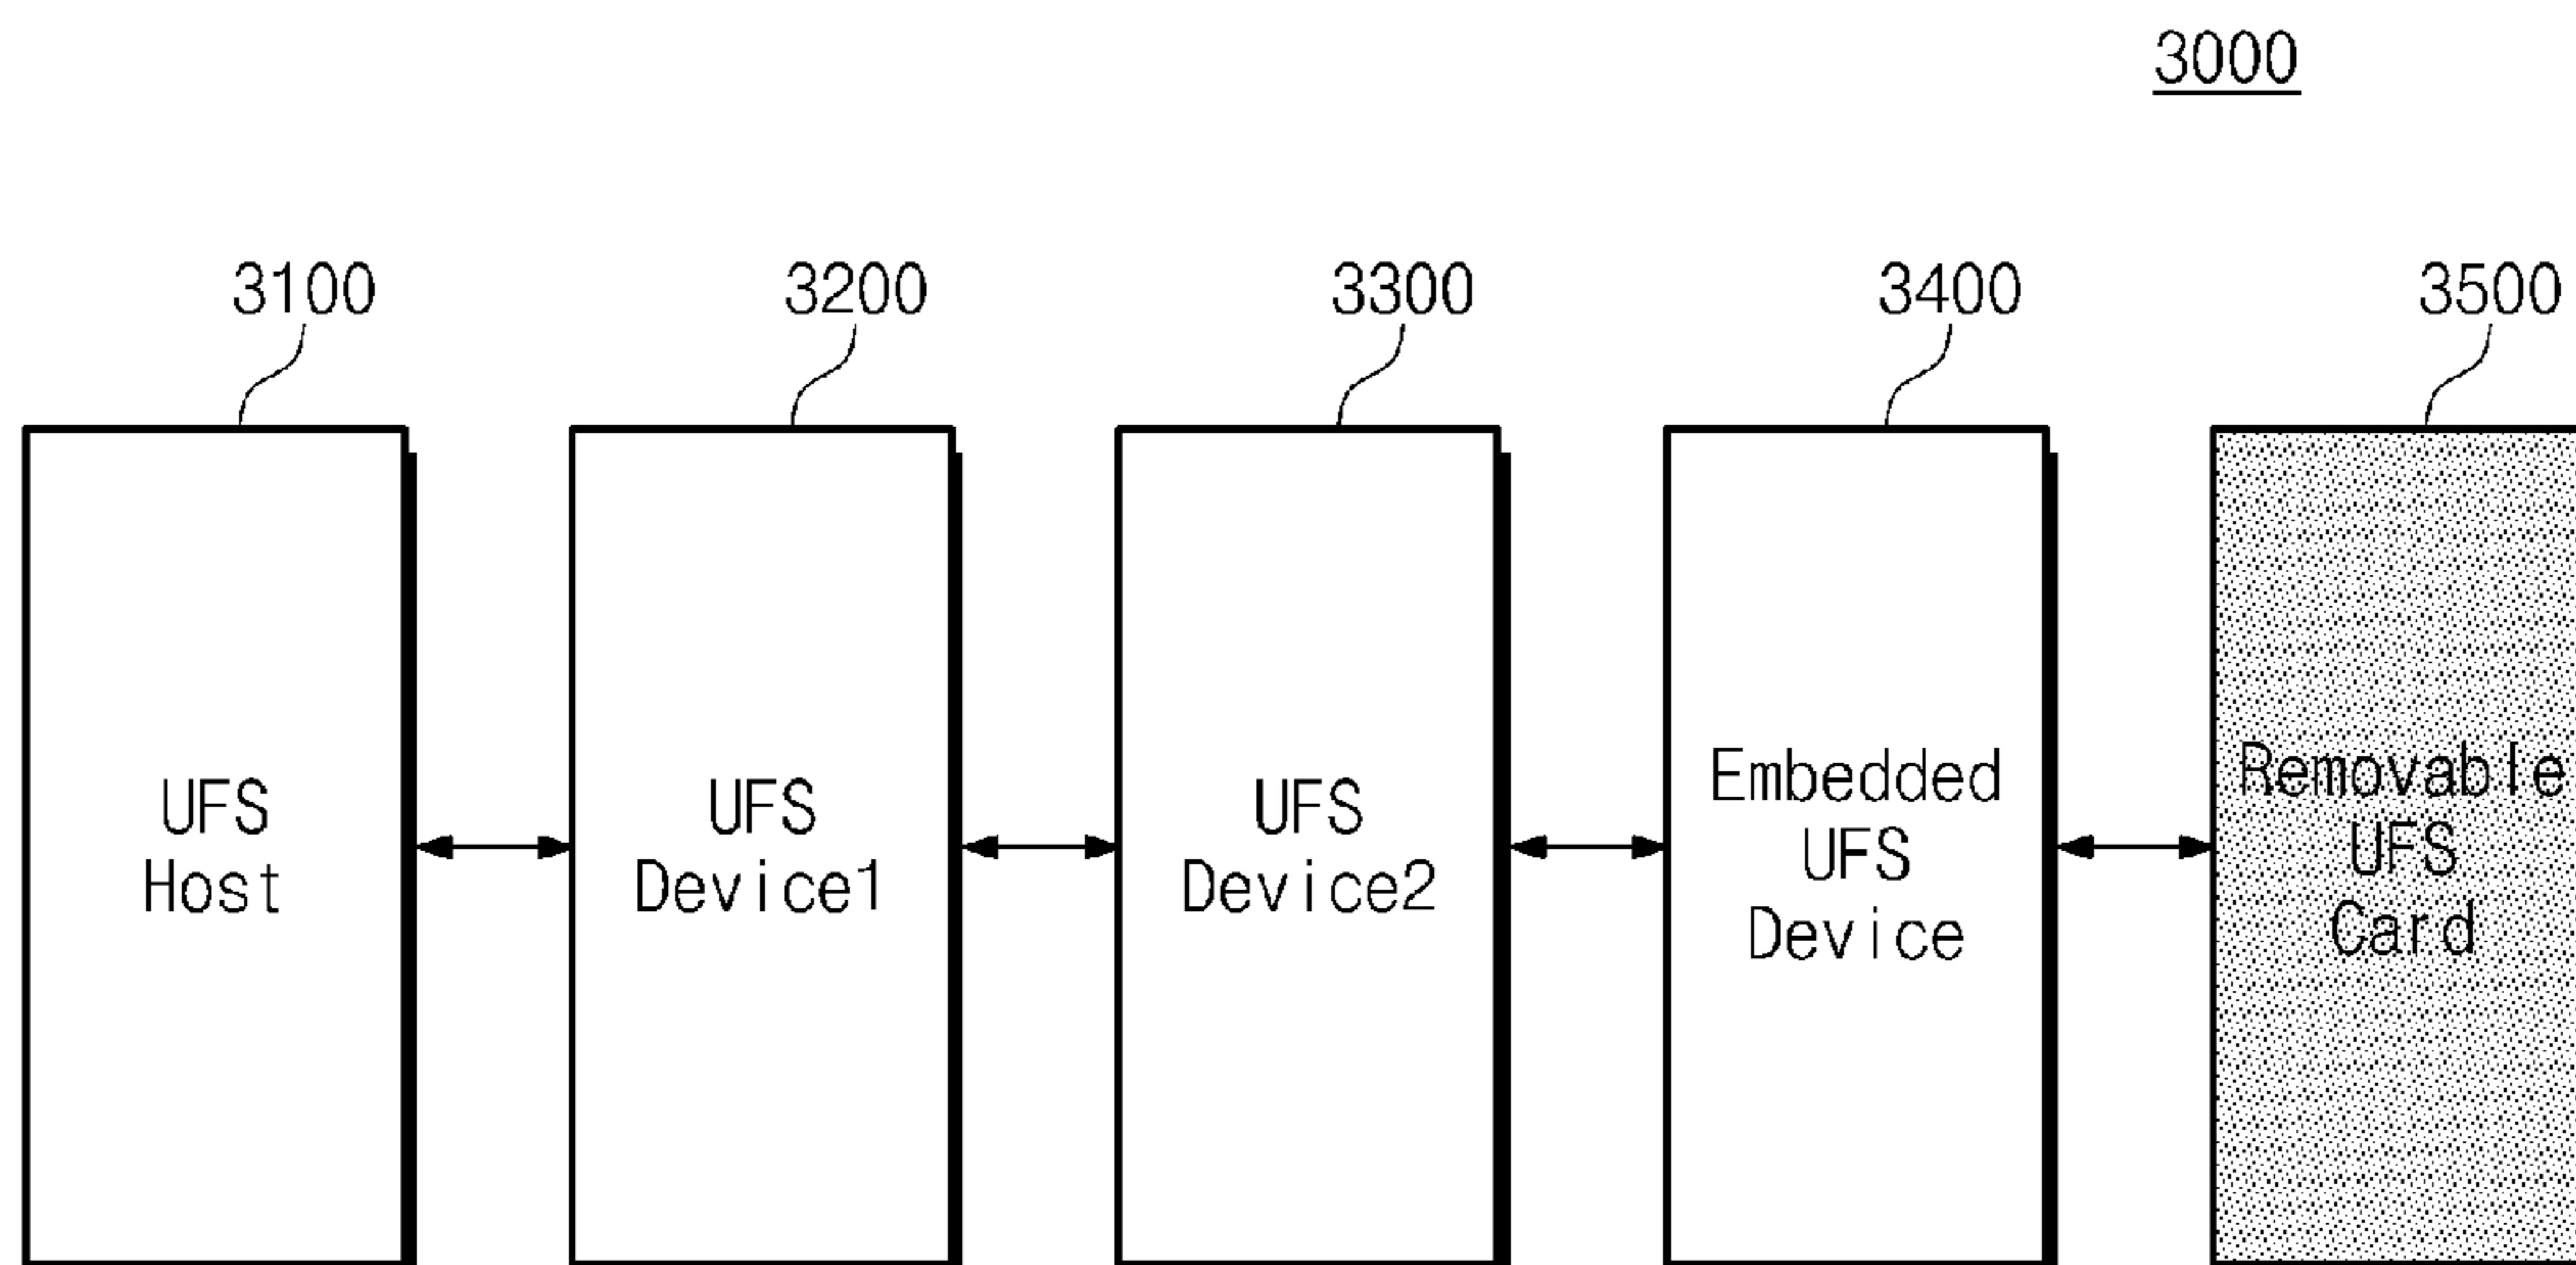 3000
3100 3200 3300 3400 3500
UFS
Host
UFS
Device1
UFS
Device2
Embedded
UFS
Device
Removable
UFS
Card